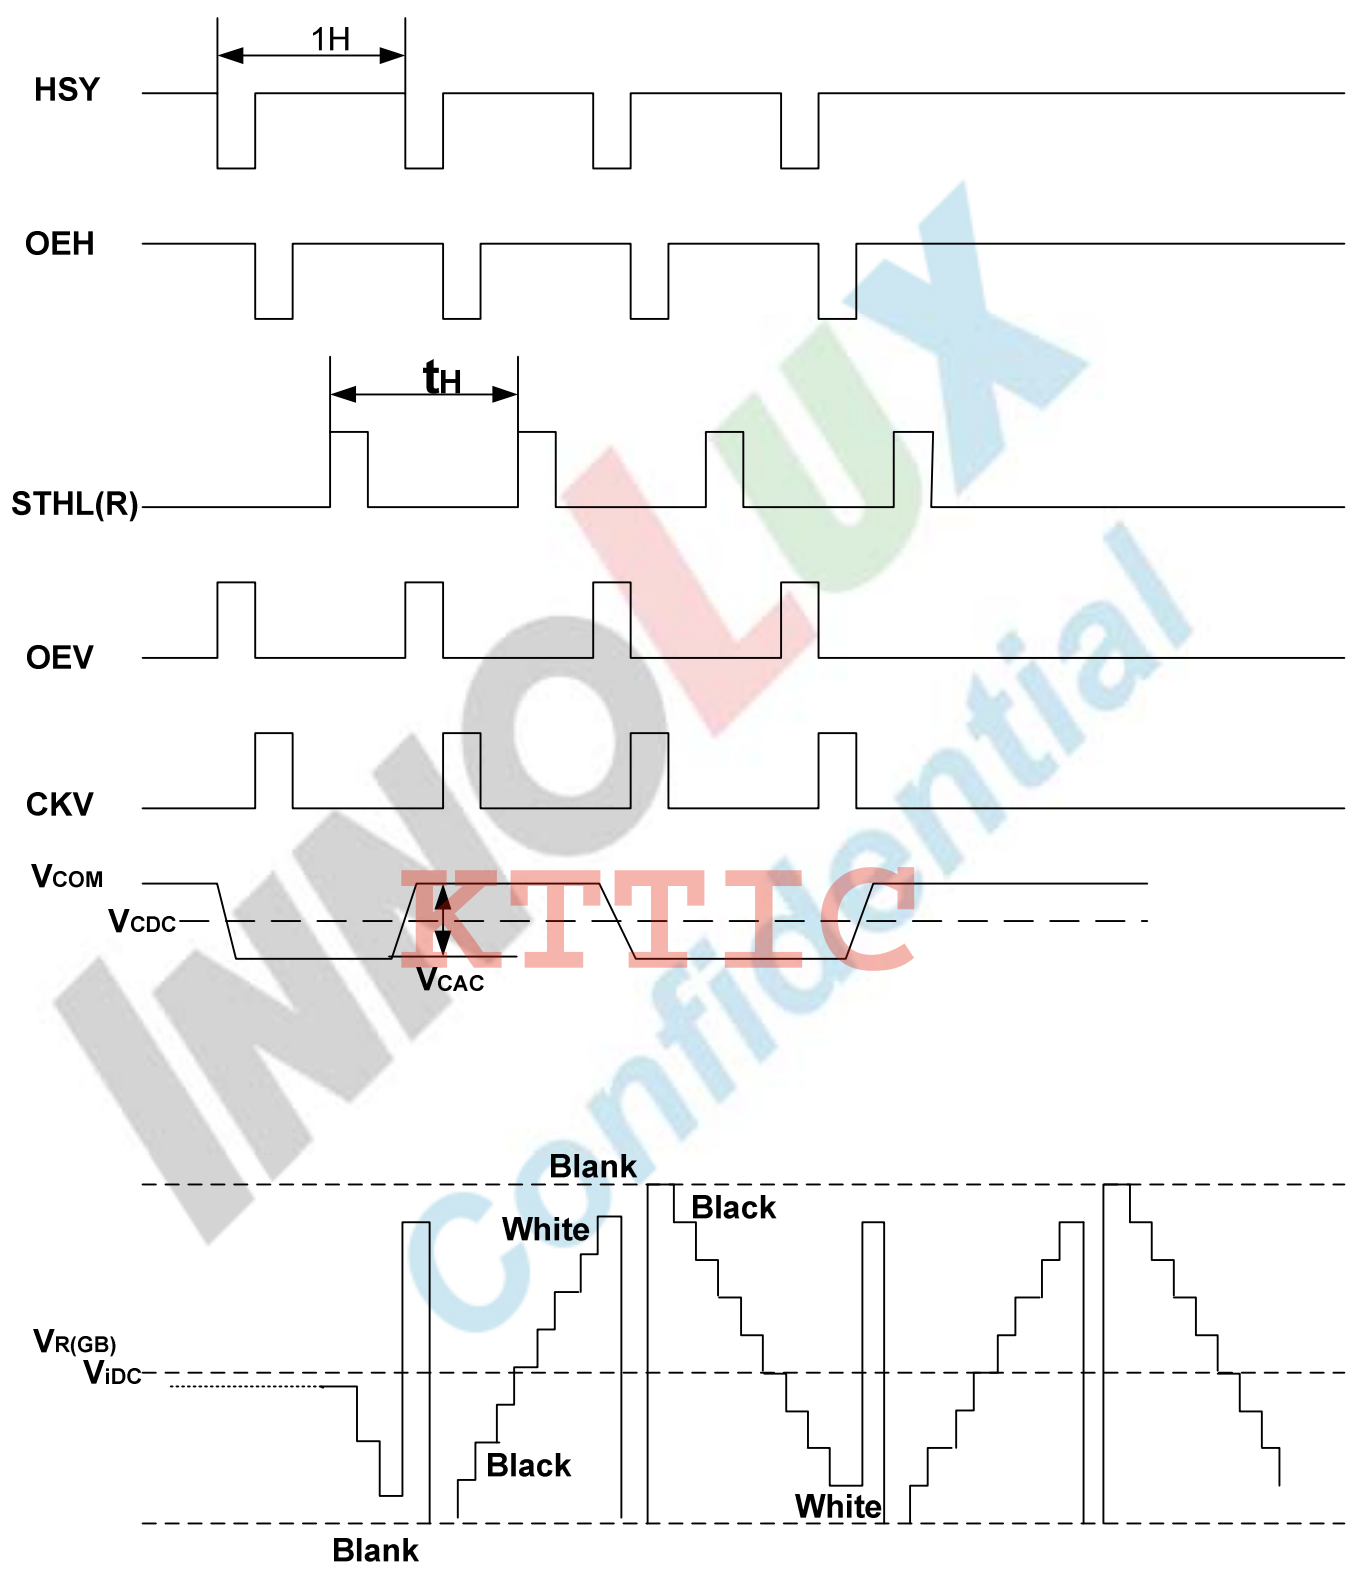 1H
HSY
OEH
tH
STHL(R)
OEV
CKV
VCOM
VCDC
VCAC
KTTIC
INNOLUX
Confidential
Blank
Black
White
VR(GB)
ViDC
Black
White
Blank